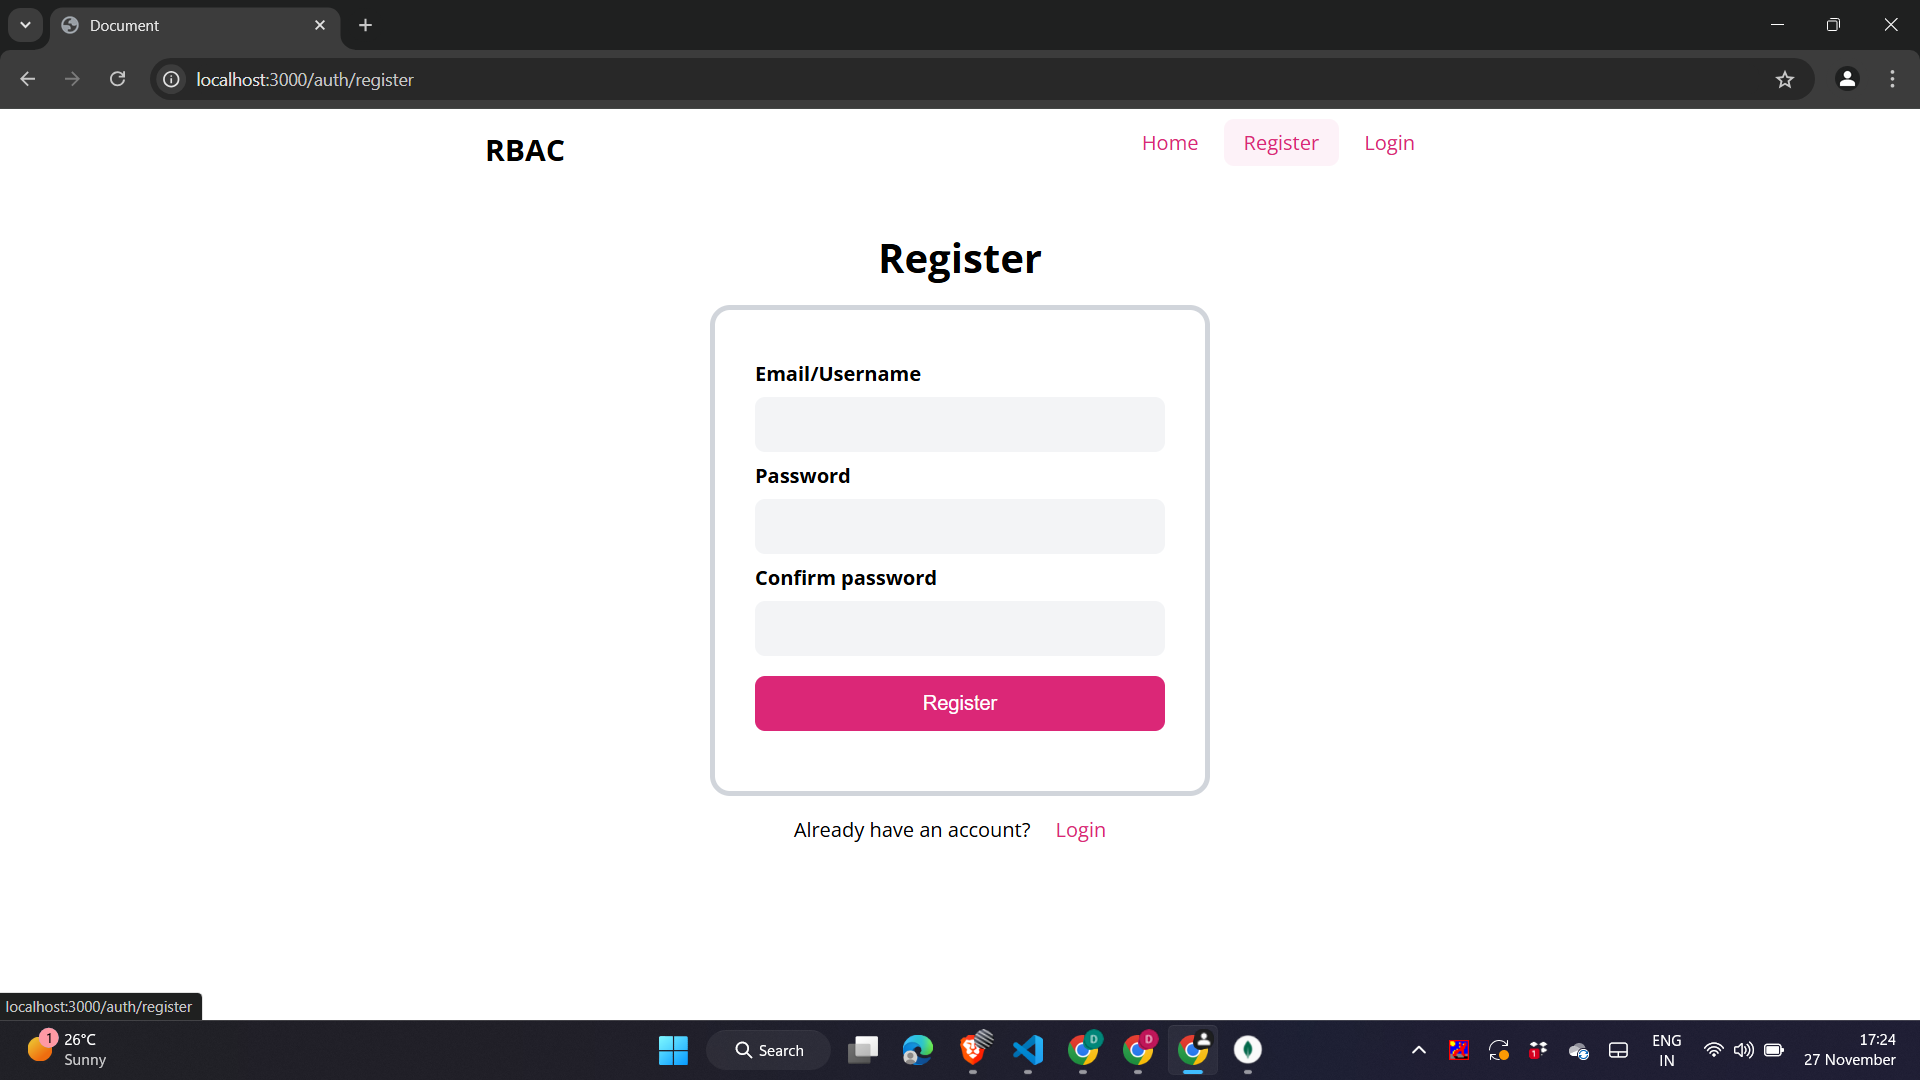 Document
localhost:3000/auth/register
RBAC
Home
Register
Login
Register
Email/Username
Password
Confirm password
Register
Already have an account? Login
localhost:3000/auth/register
1
26°C
Sunny
Search
D
D
1
ENG
IN
17:24
27 November